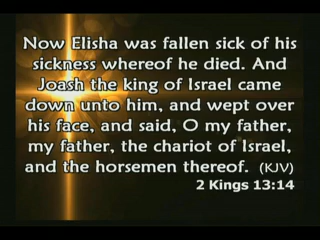 Now Elisha was fallen sick of his
sickness whereof he died. And
Joash the king of Israel came
down unto him, and wept over
his face, and said, O my father,
my father, the chariot of Israel,
and the horsemen thereof. (KJV)
2 Kings 13:14